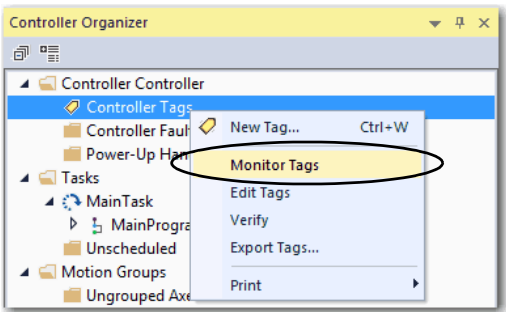 Controller Organizer
Controller Controller
Controller Tags
Controller Faul
New Tag... Ctrl+W
Power-Up Han
Monitor Tags
Tasks
Edit Tags
MainTask
Verify
MainProgra
Unscheduled
Export Tags...
Motion Groups
Print
Ungrouped Axe